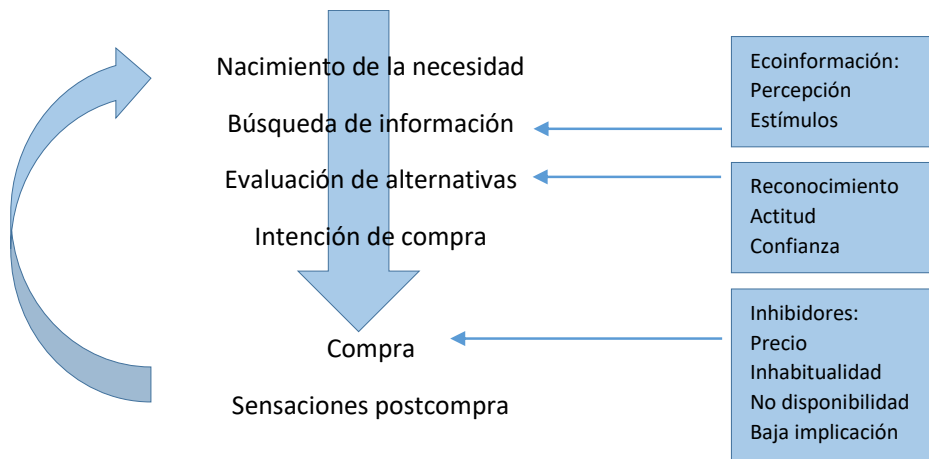 Nacimiento de la necesidad
Búsqueda de información
Evaluación de alternativas
Intención de compra
Compra
Sensaciones postcompra
Ecoinformación:
Percepción
Estímulos
Reconocimiento
Actitud
Confianza
Inhibidores:
Precio
Inhabitualidad
No disponibilidad
Baja implicación